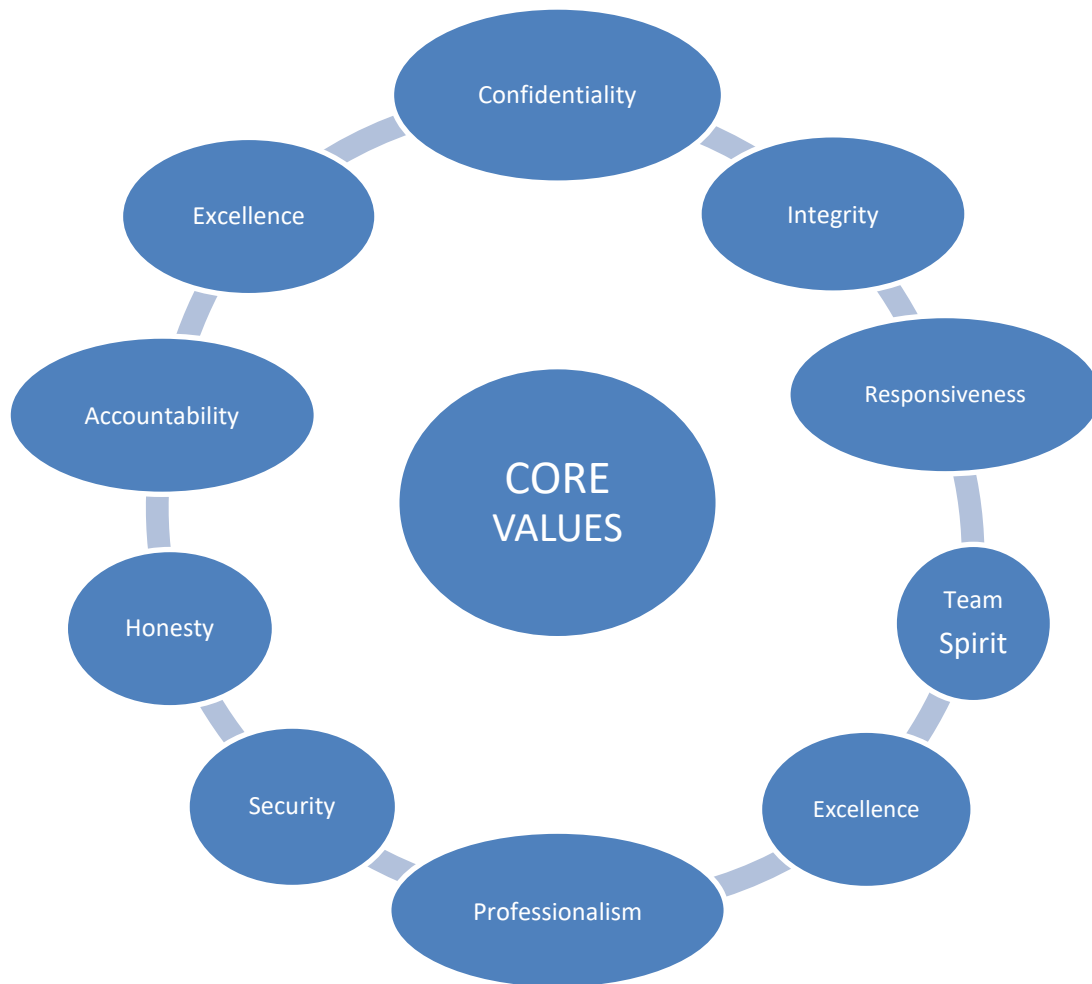 Confidentiality
Integrity
Responsiveness
Team
Spirit
Excellence
Professionalism
Security
Honesty
Accountability
Excellence
CORE
VALUES